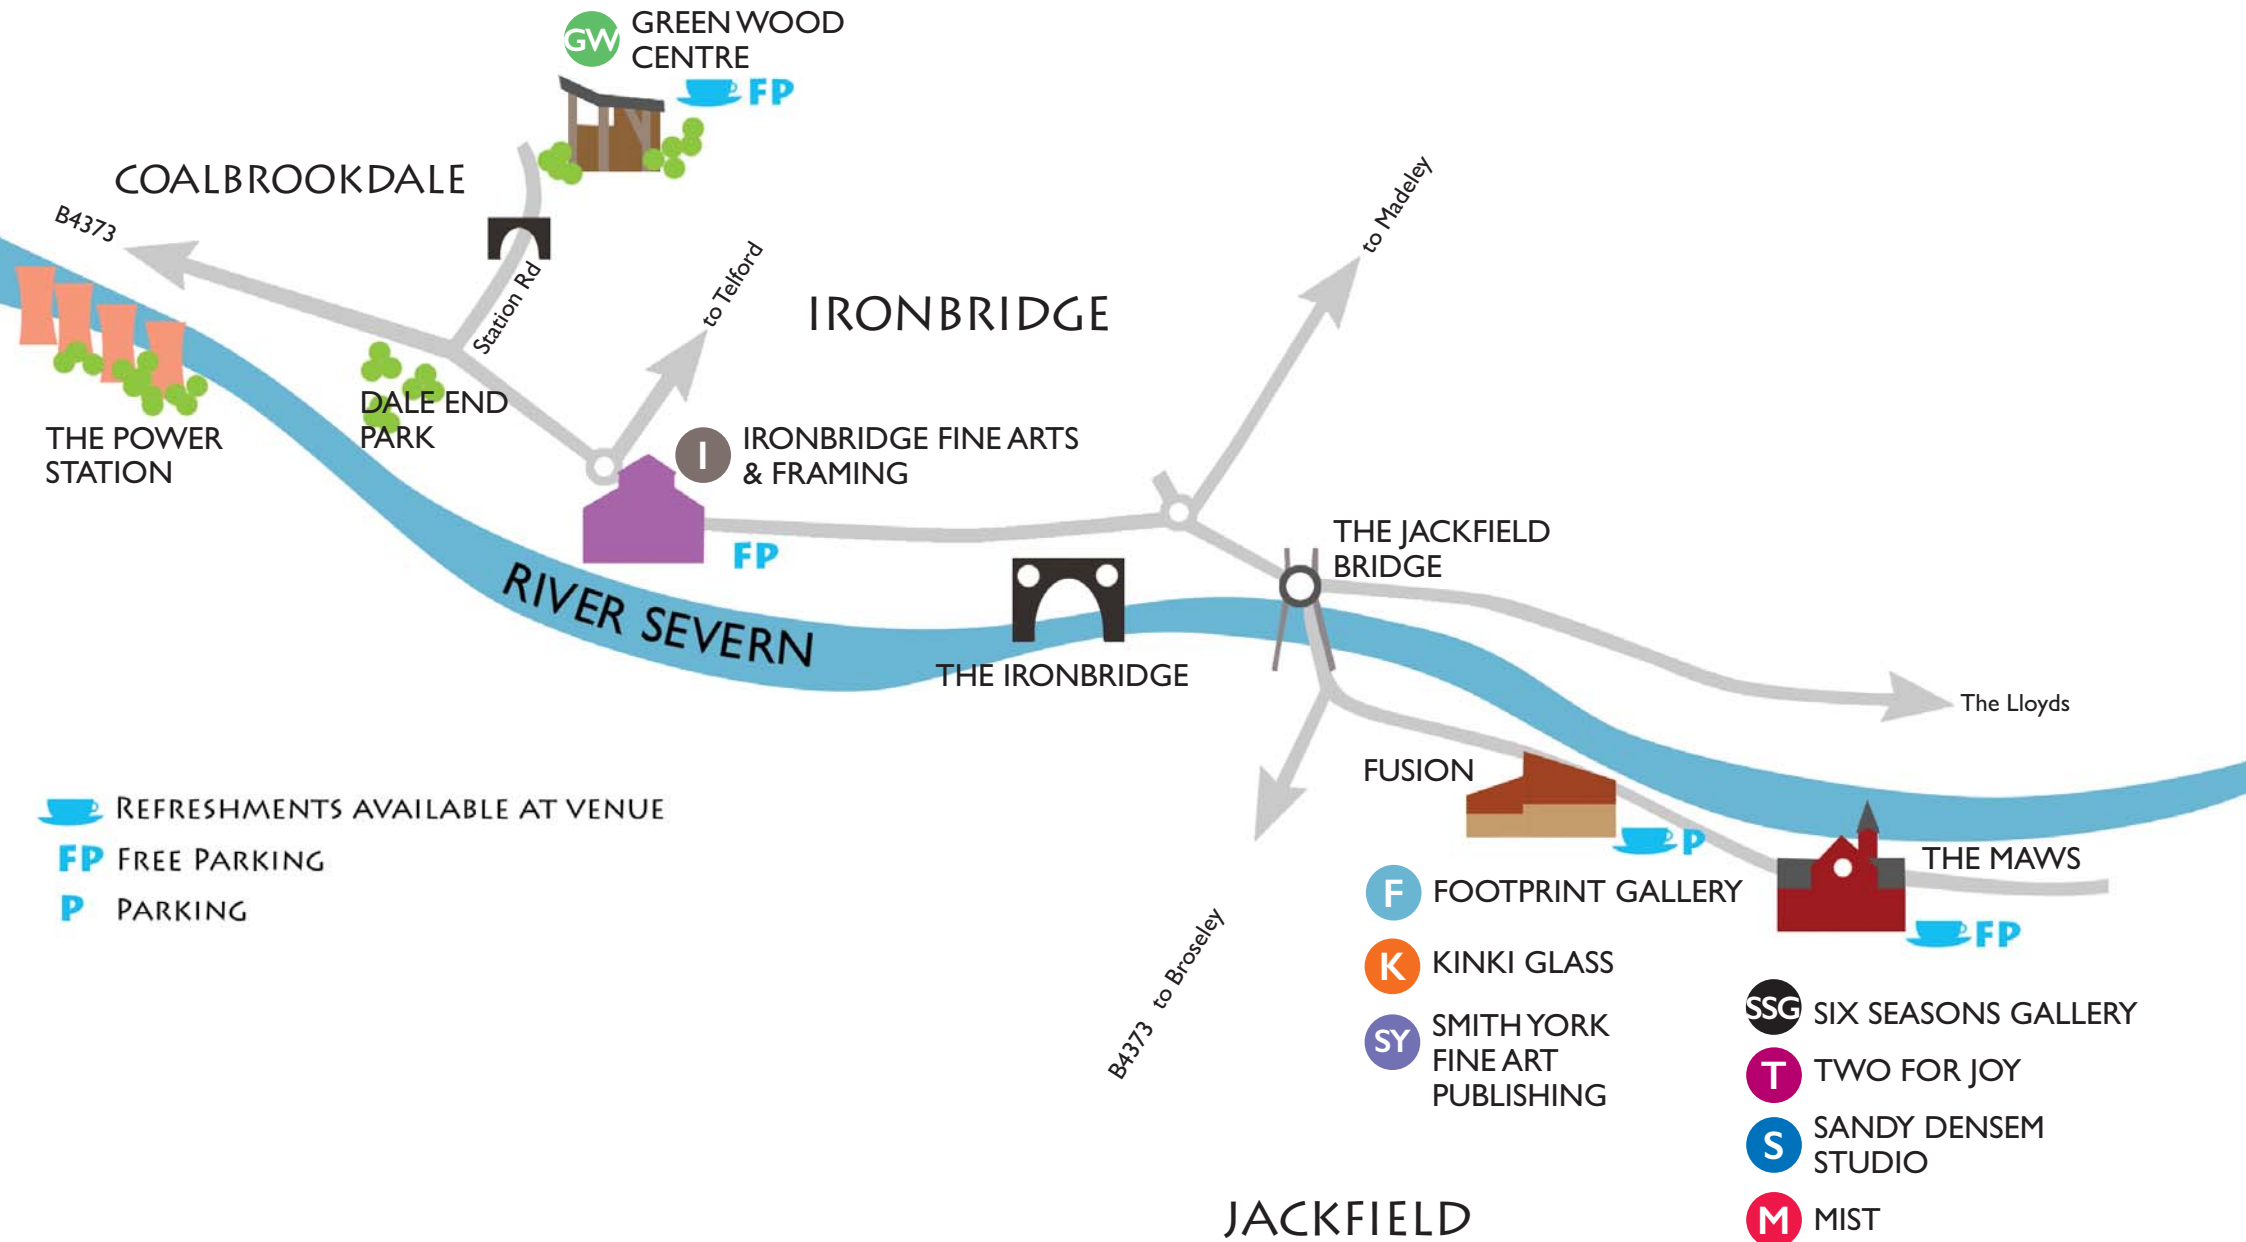 GW
GREEN WOOD
CENTRE
FP
COALBROOKDALE
B4373
Station Rd
to Telford
to Madeley
IRONBRIDGE
DALE END
PARK
THE POWER
STATION
I
IRONBRIDGE FINE ARTS
& FRAMING
FP
THE JACKFIELD
BRIDGE
RIVER SEVERN
THE IRONBRIDGE
The Lloyds
FUSION
P
THE MAWS
FP
REFRESHMENTS AVAILABLE AT VENUE
FP FREE PARKING
P PARKING
B4373 to Broseley
F FOOTPRINT GALLERY
K KINKI GLASS
SY SMITH YORK
FINE ART
PUBLISHING
SSG SIX SEASONS GALLERY
T TWO FOR JOY
S SANDY DENSEM
STUDIO
M MIST
JACKFIELD